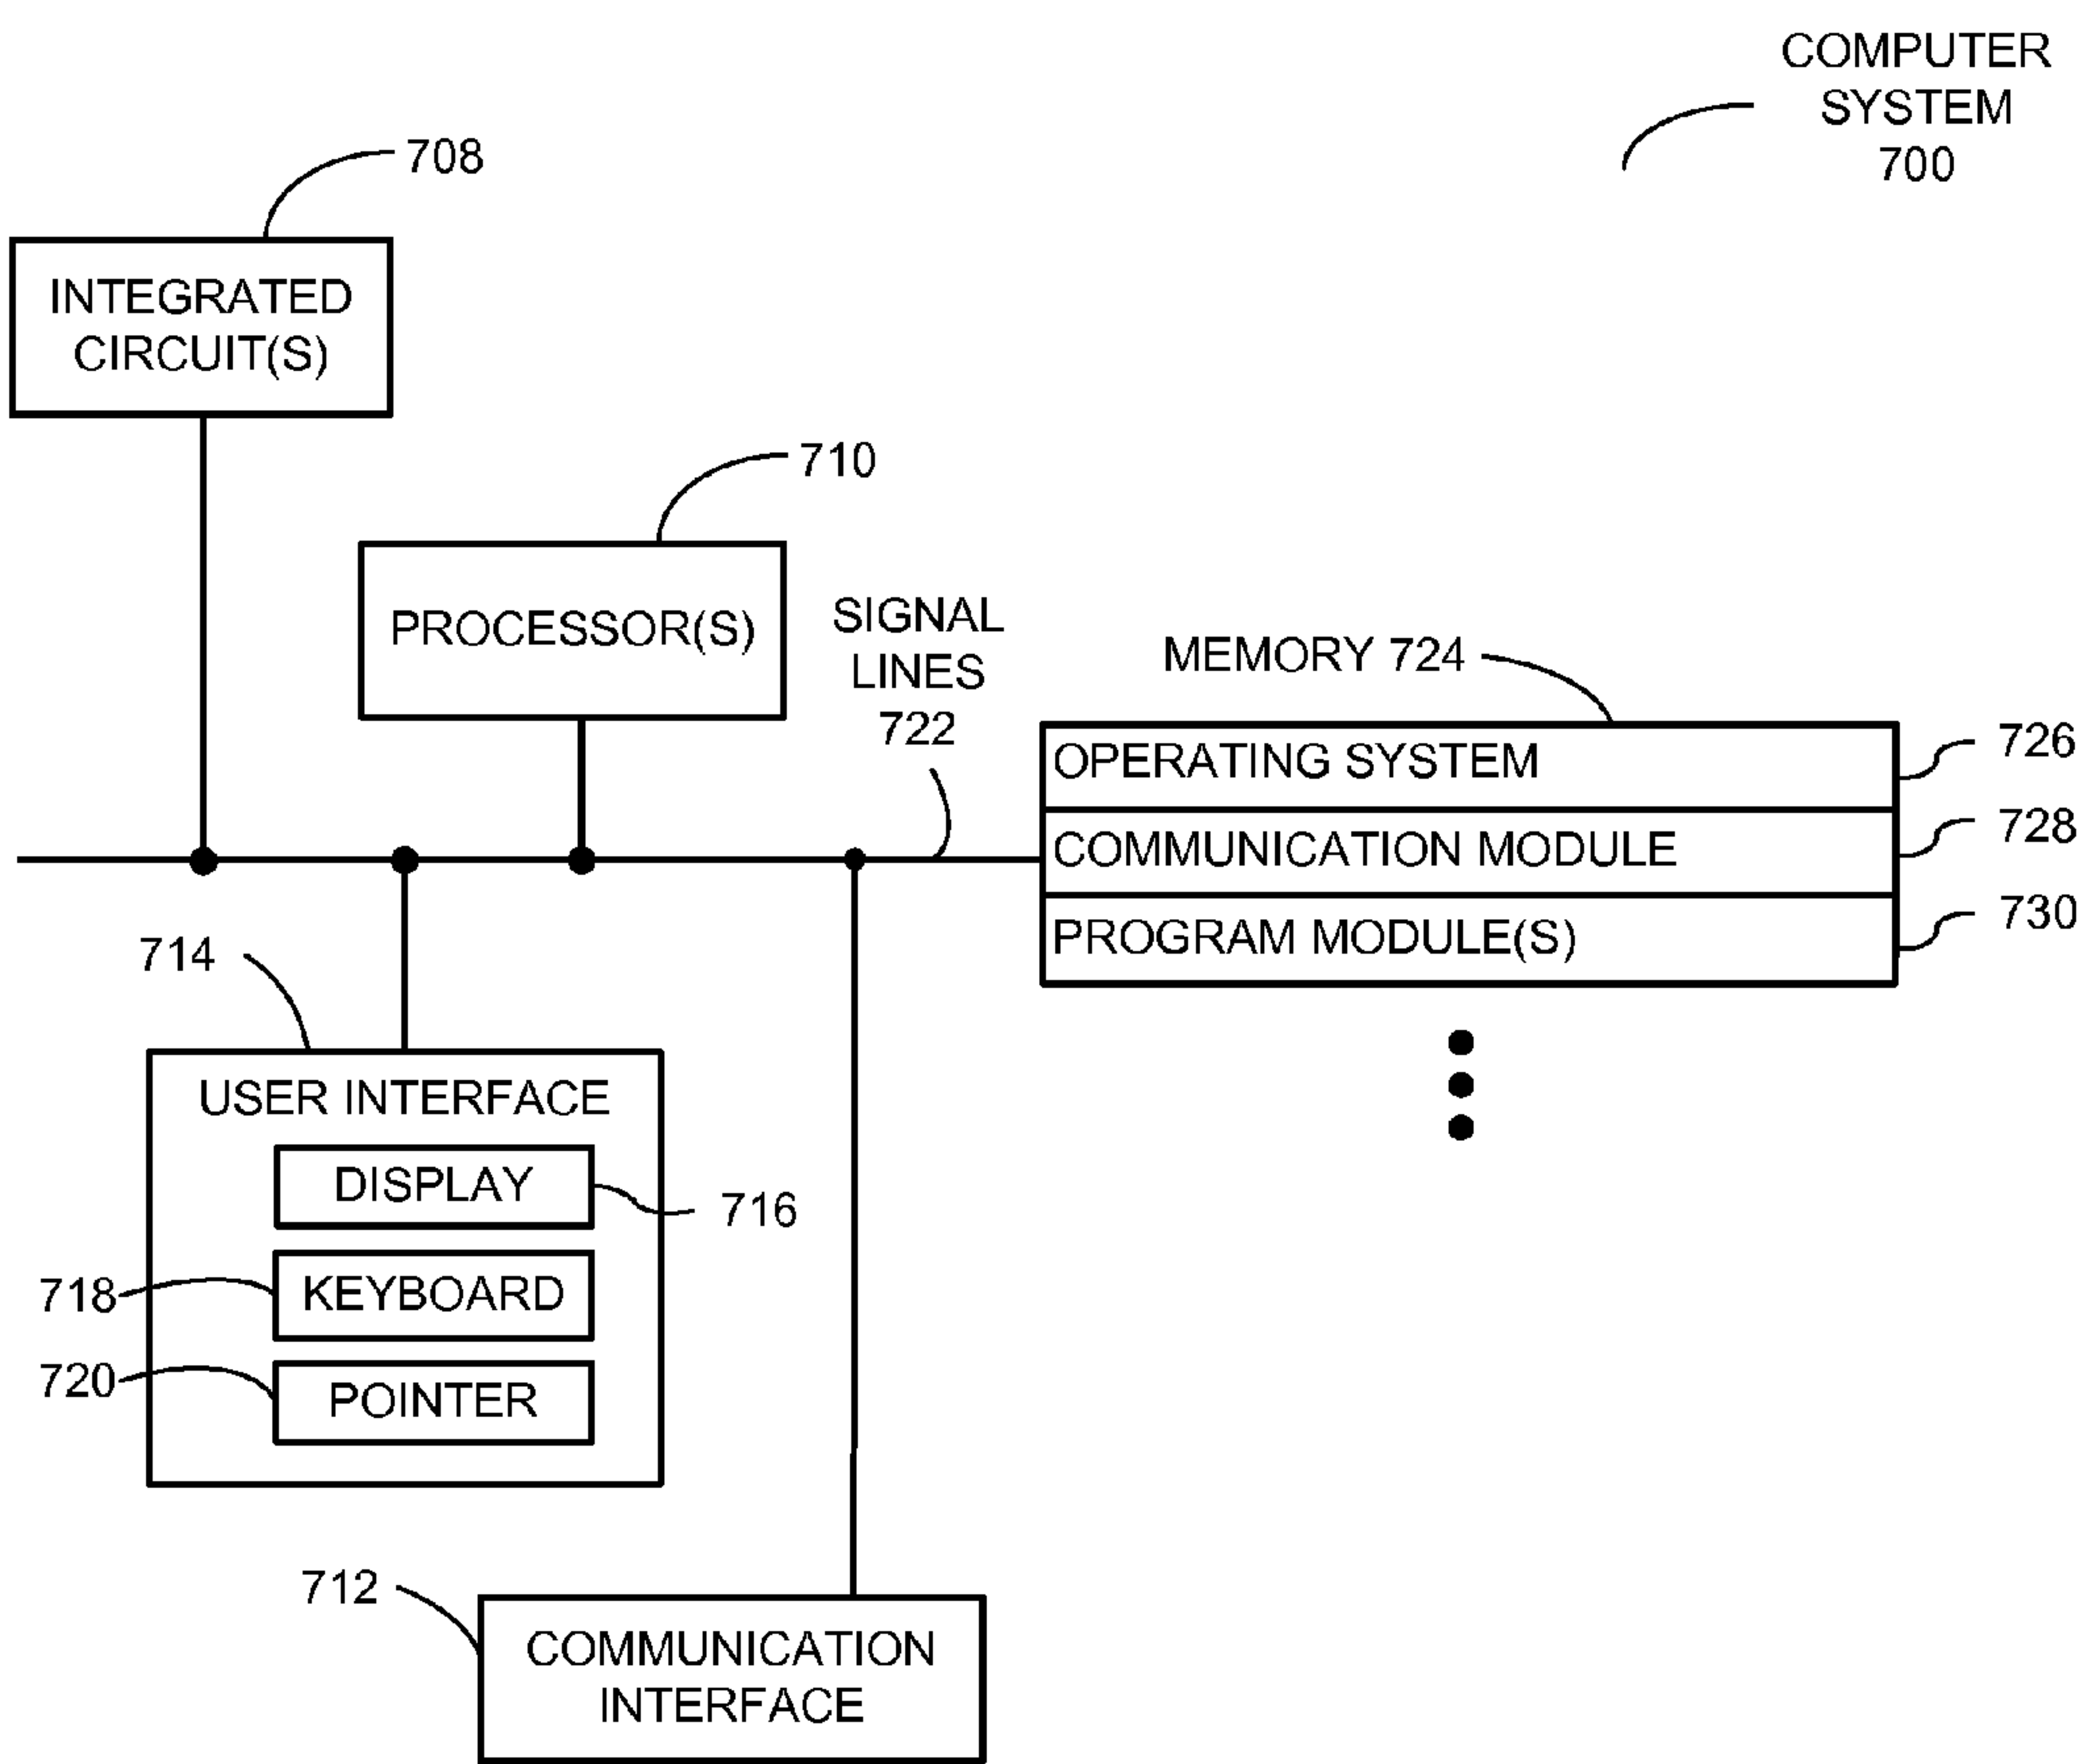 COMPUTER
SYSTEM
700
708
INTEGRATED
CIRCUIT(S)
710
PROCESSOR(S)
SIGNAL
LINES
722
MEMORY 724
OPERATING SYSTEM
726
COMMUNICATION MODULE
728
PROGRAM MODULE(S)
730
714
USER INTERFACE
DISPLAY
716
718
KEYBOARD
720
POINTER
712
COMMUNICATION
INTERFACE